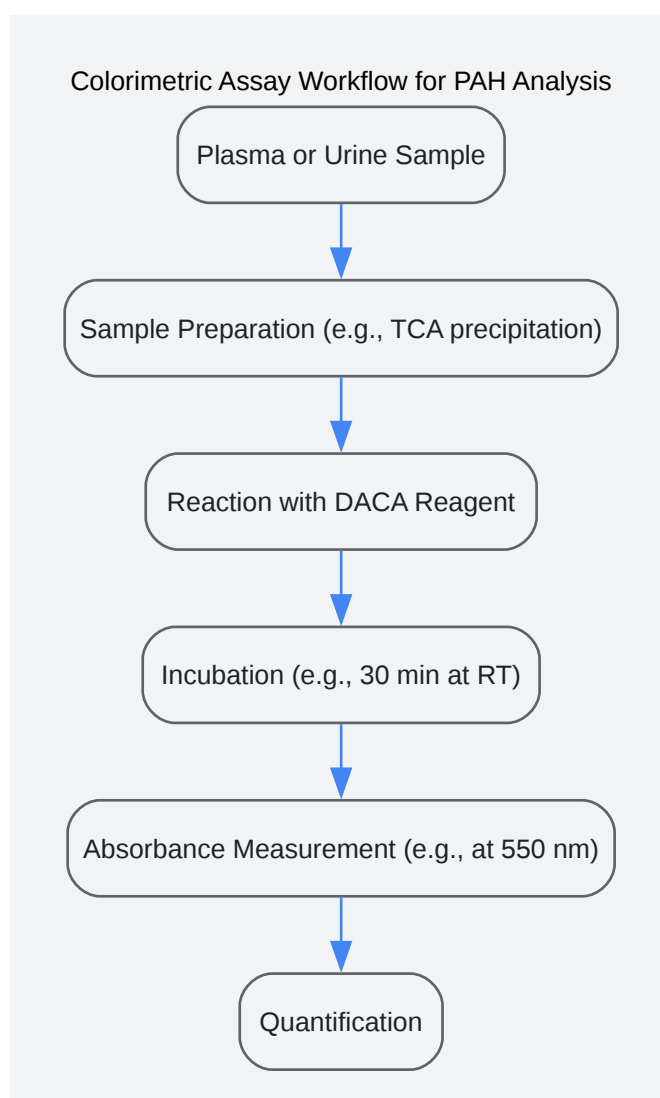 Colorimetric Assay Workflow for PAH Analysis
Plasma or Urine Sample
Sample Preparation (e.g., TCA precipitation)
Reaction with DACA Reagent
Incubation (e.g., 30 min at RT)
Absorbance Measurement (e.g., at 550 nm)
Quantification